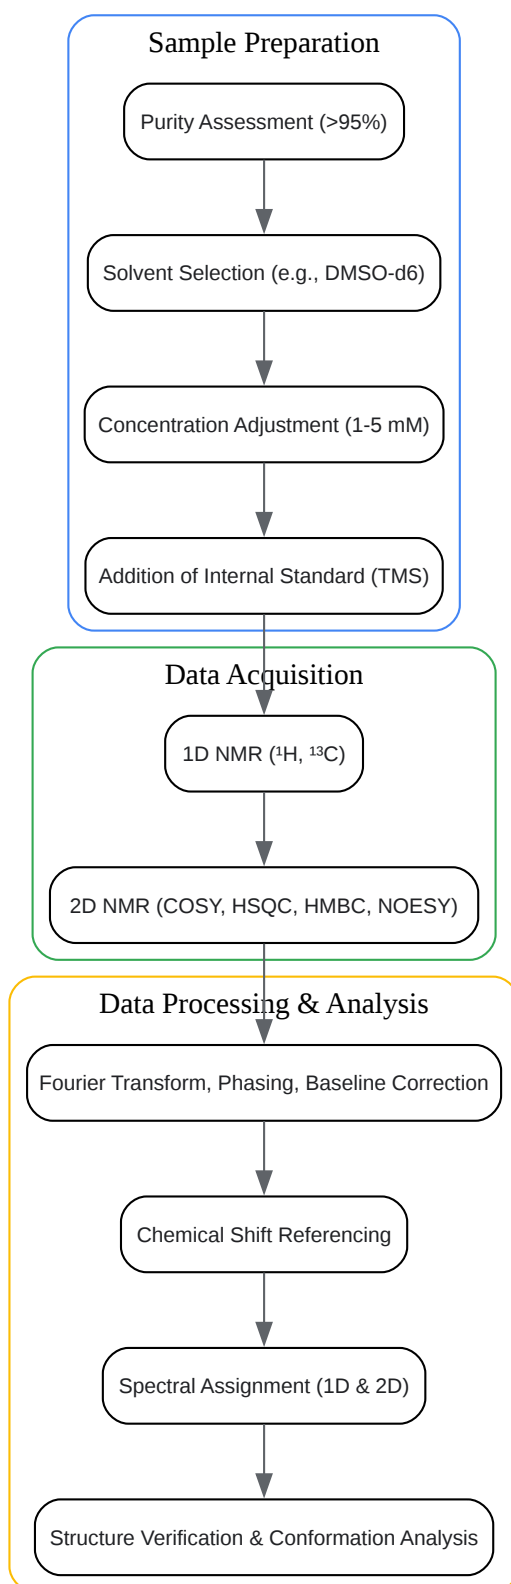 Sample Preparation
Purity Assessment (>95%)
Solvent Selection (e.g., DMSO-d6)
Concentration Adjustment (1-5 mM)
Addition of Internal Standard (TMS)
Data Acquisition
1D NMR (¹H, ¹³C)
2D NMR (COSY, HSQC, HMBC, NOESY)
Data Processing & Analysis
Fourier Transform, Phasing, Baseline Correction
Chemical Shift Referencing
Spectral Assignment (1D & 2D)
Structure Verification & Conformation Analysis